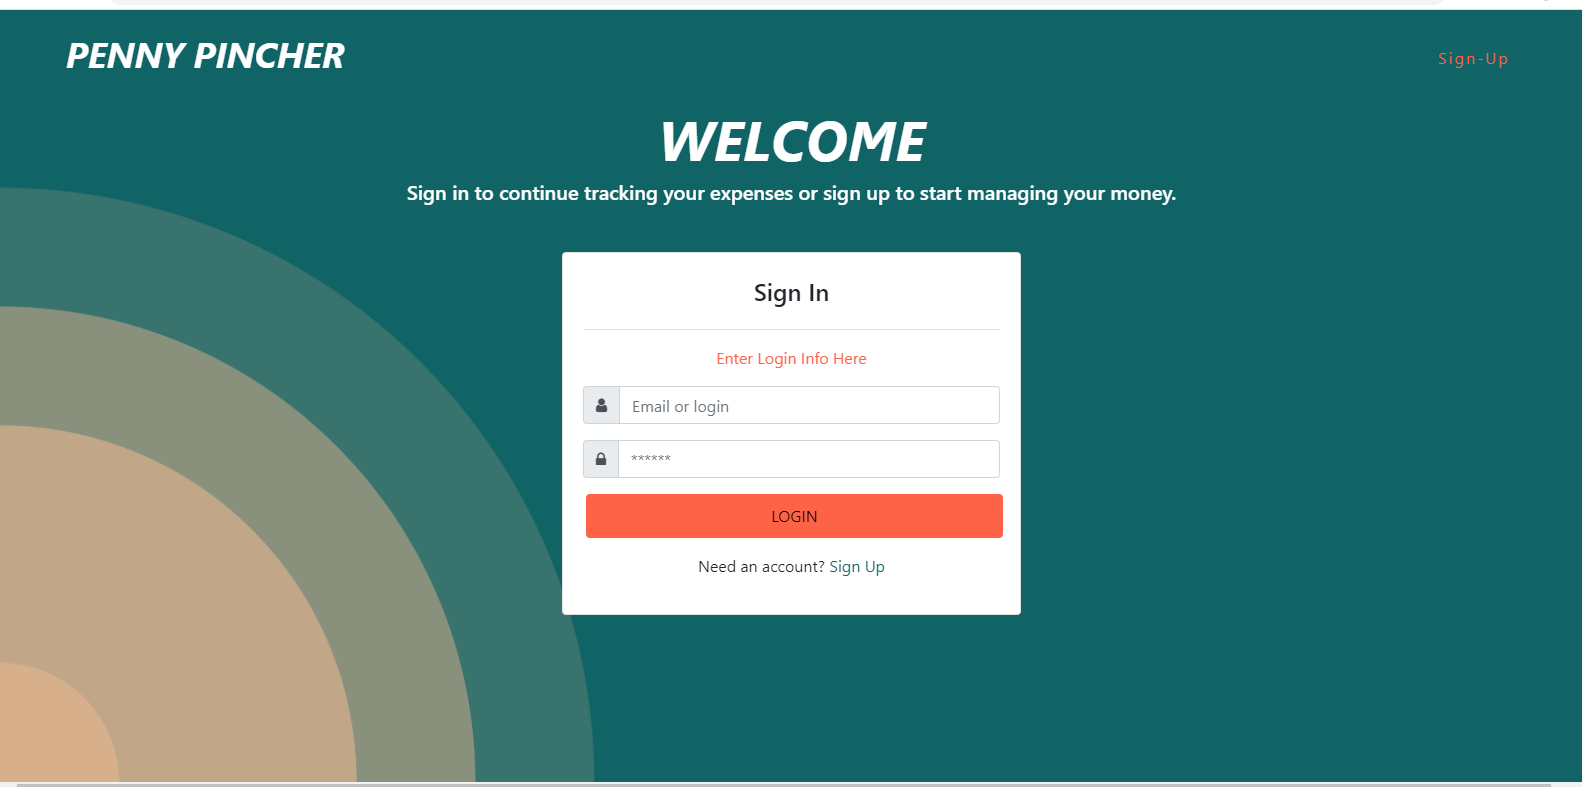 PENNY PINCHER
Sign-Up
WELCOME
Sign in to continue tracking your expenses or sign up to start managing your money.
Sign In
Enter Login Info Here
Email or login
******
LOGIN
Need an account? Sign Up